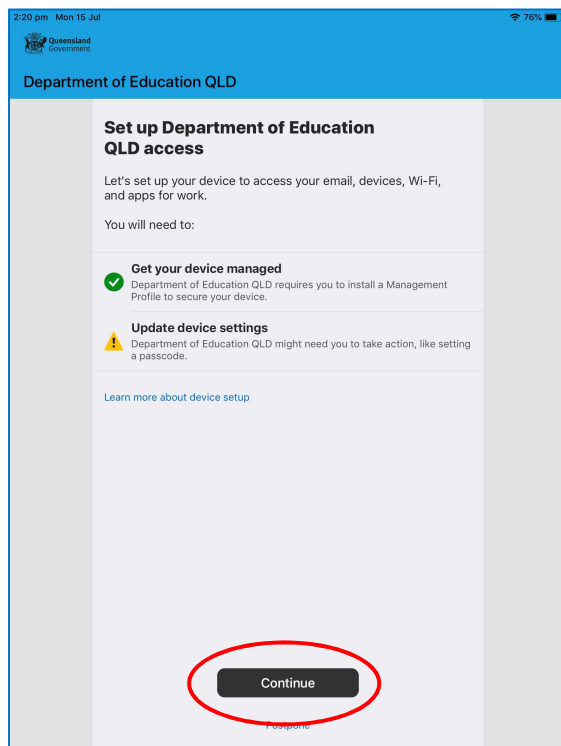 2:20 pm Mon 15 Jul
76%
Queensland
Government
Department of Education QLD
Set up Department of Education
QLD access
Let's set up your device to access your email, devices, Wi-Fi,
and apps for work.
You will need to:
Get your device managed
Department of Education QLD requires you to install a Management
Profile to secure your device.
Update device settings
Department of Education QLD might need you to take action, like setting
a passcode.
Learn more about device setup
Continue
Postpone